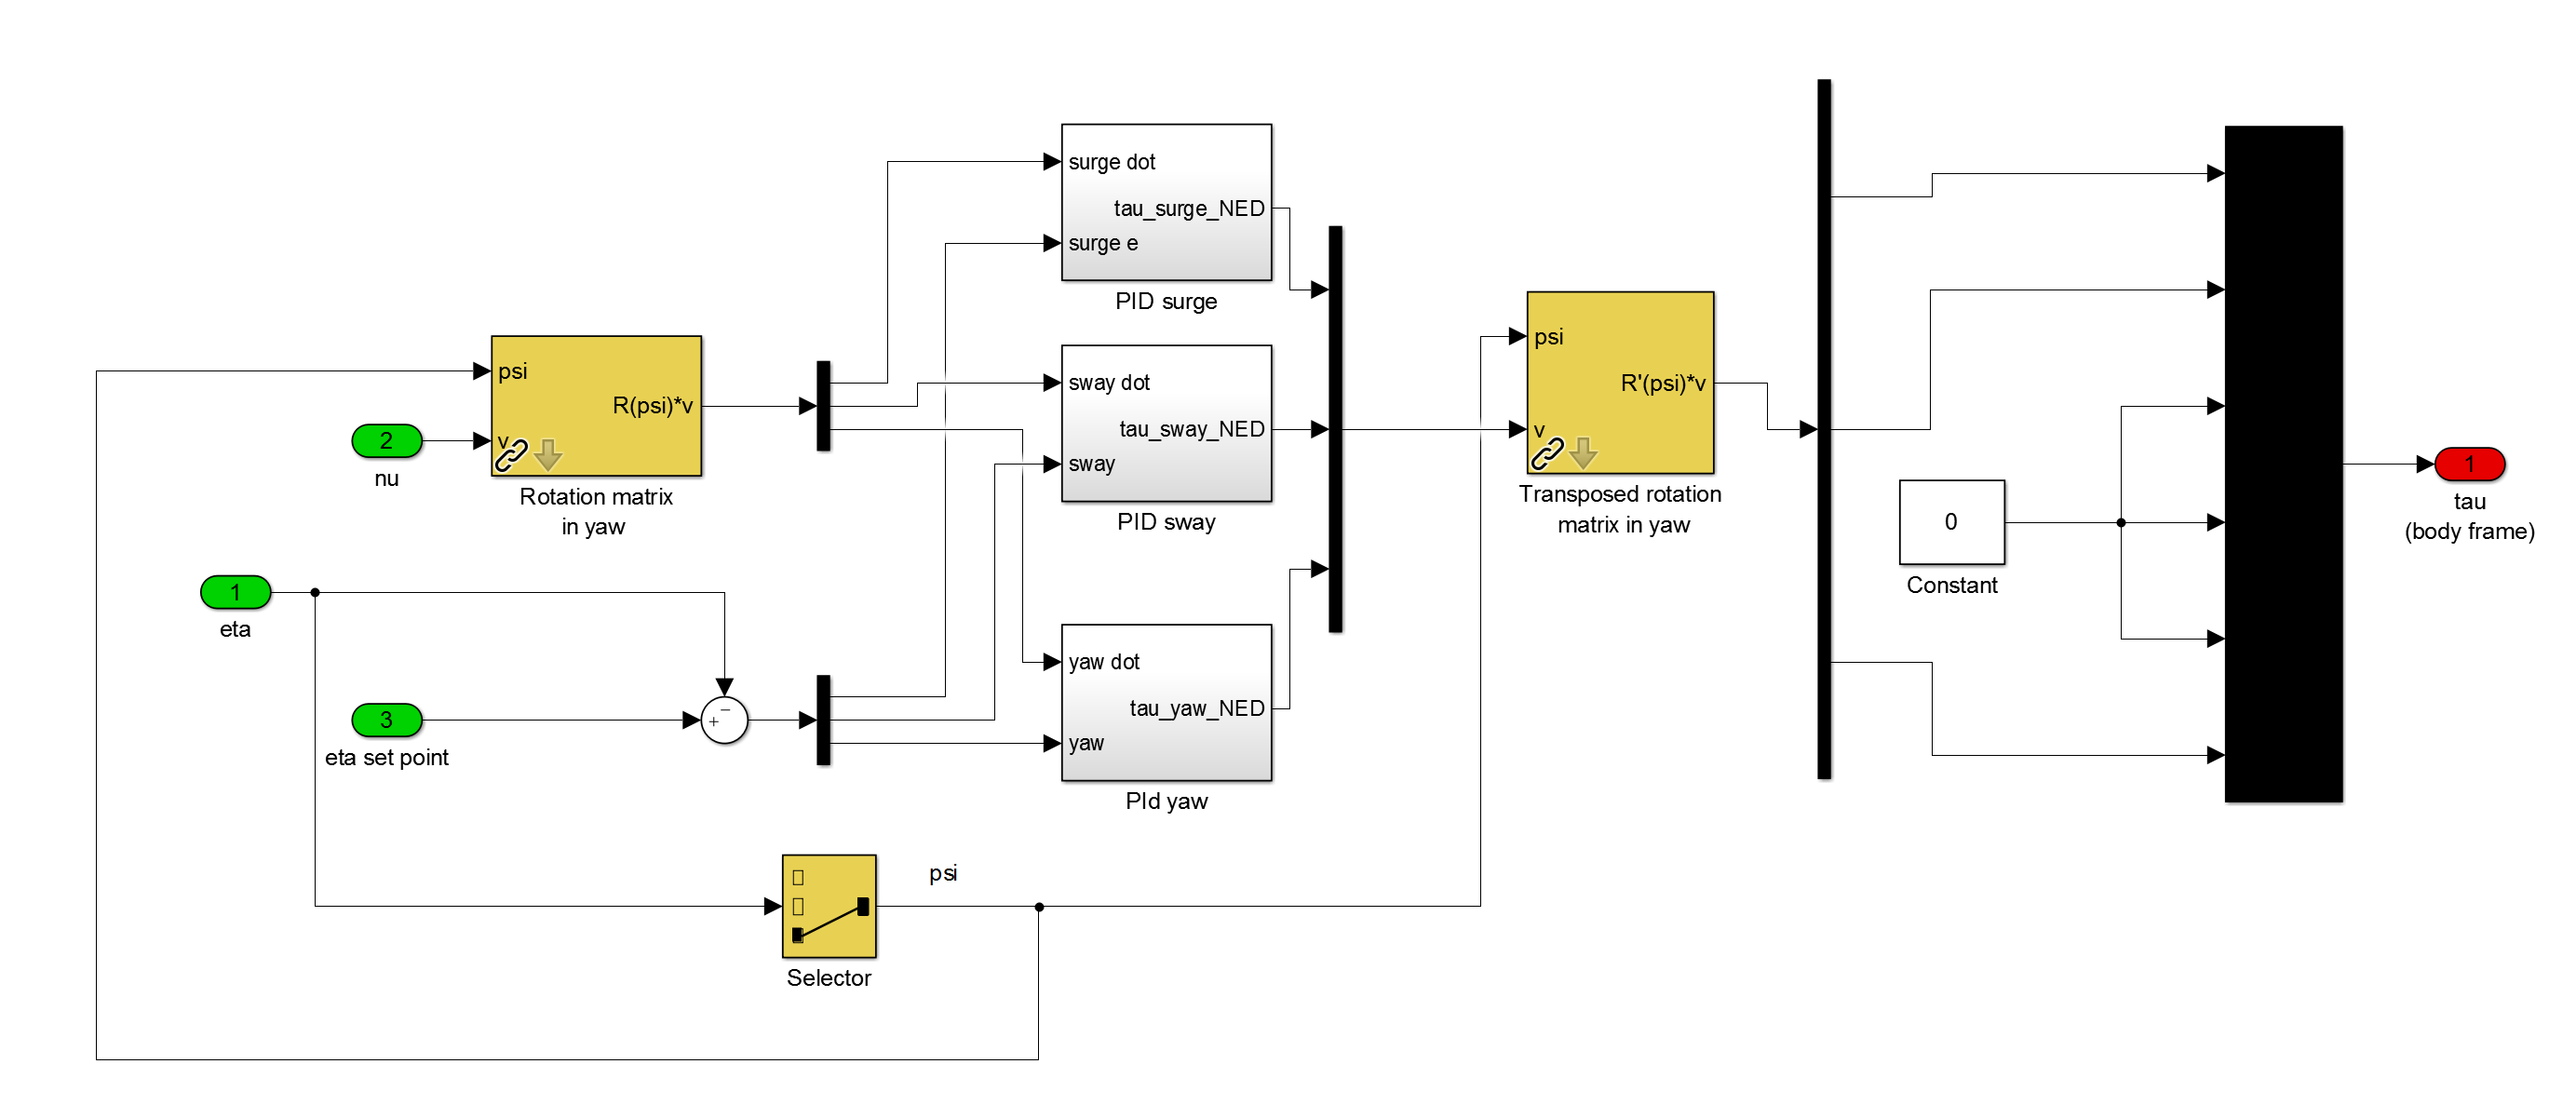 surge dot
tau_surge_NED
surge e
PID surge
psi
R(psi)*v
v
Rotation matrix
in yaw
2
nu
sway dot
tau_sway_NED
sway
PID sway
psi
R'(psi)*v
v
Transposed rotation
matrix in yaw
0
Constant
1
tau
(body frame)
1
eta
3
eta set point
−
+
yaw dot
tau_yaw_NED
yaw
PId yaw
psi
Selector